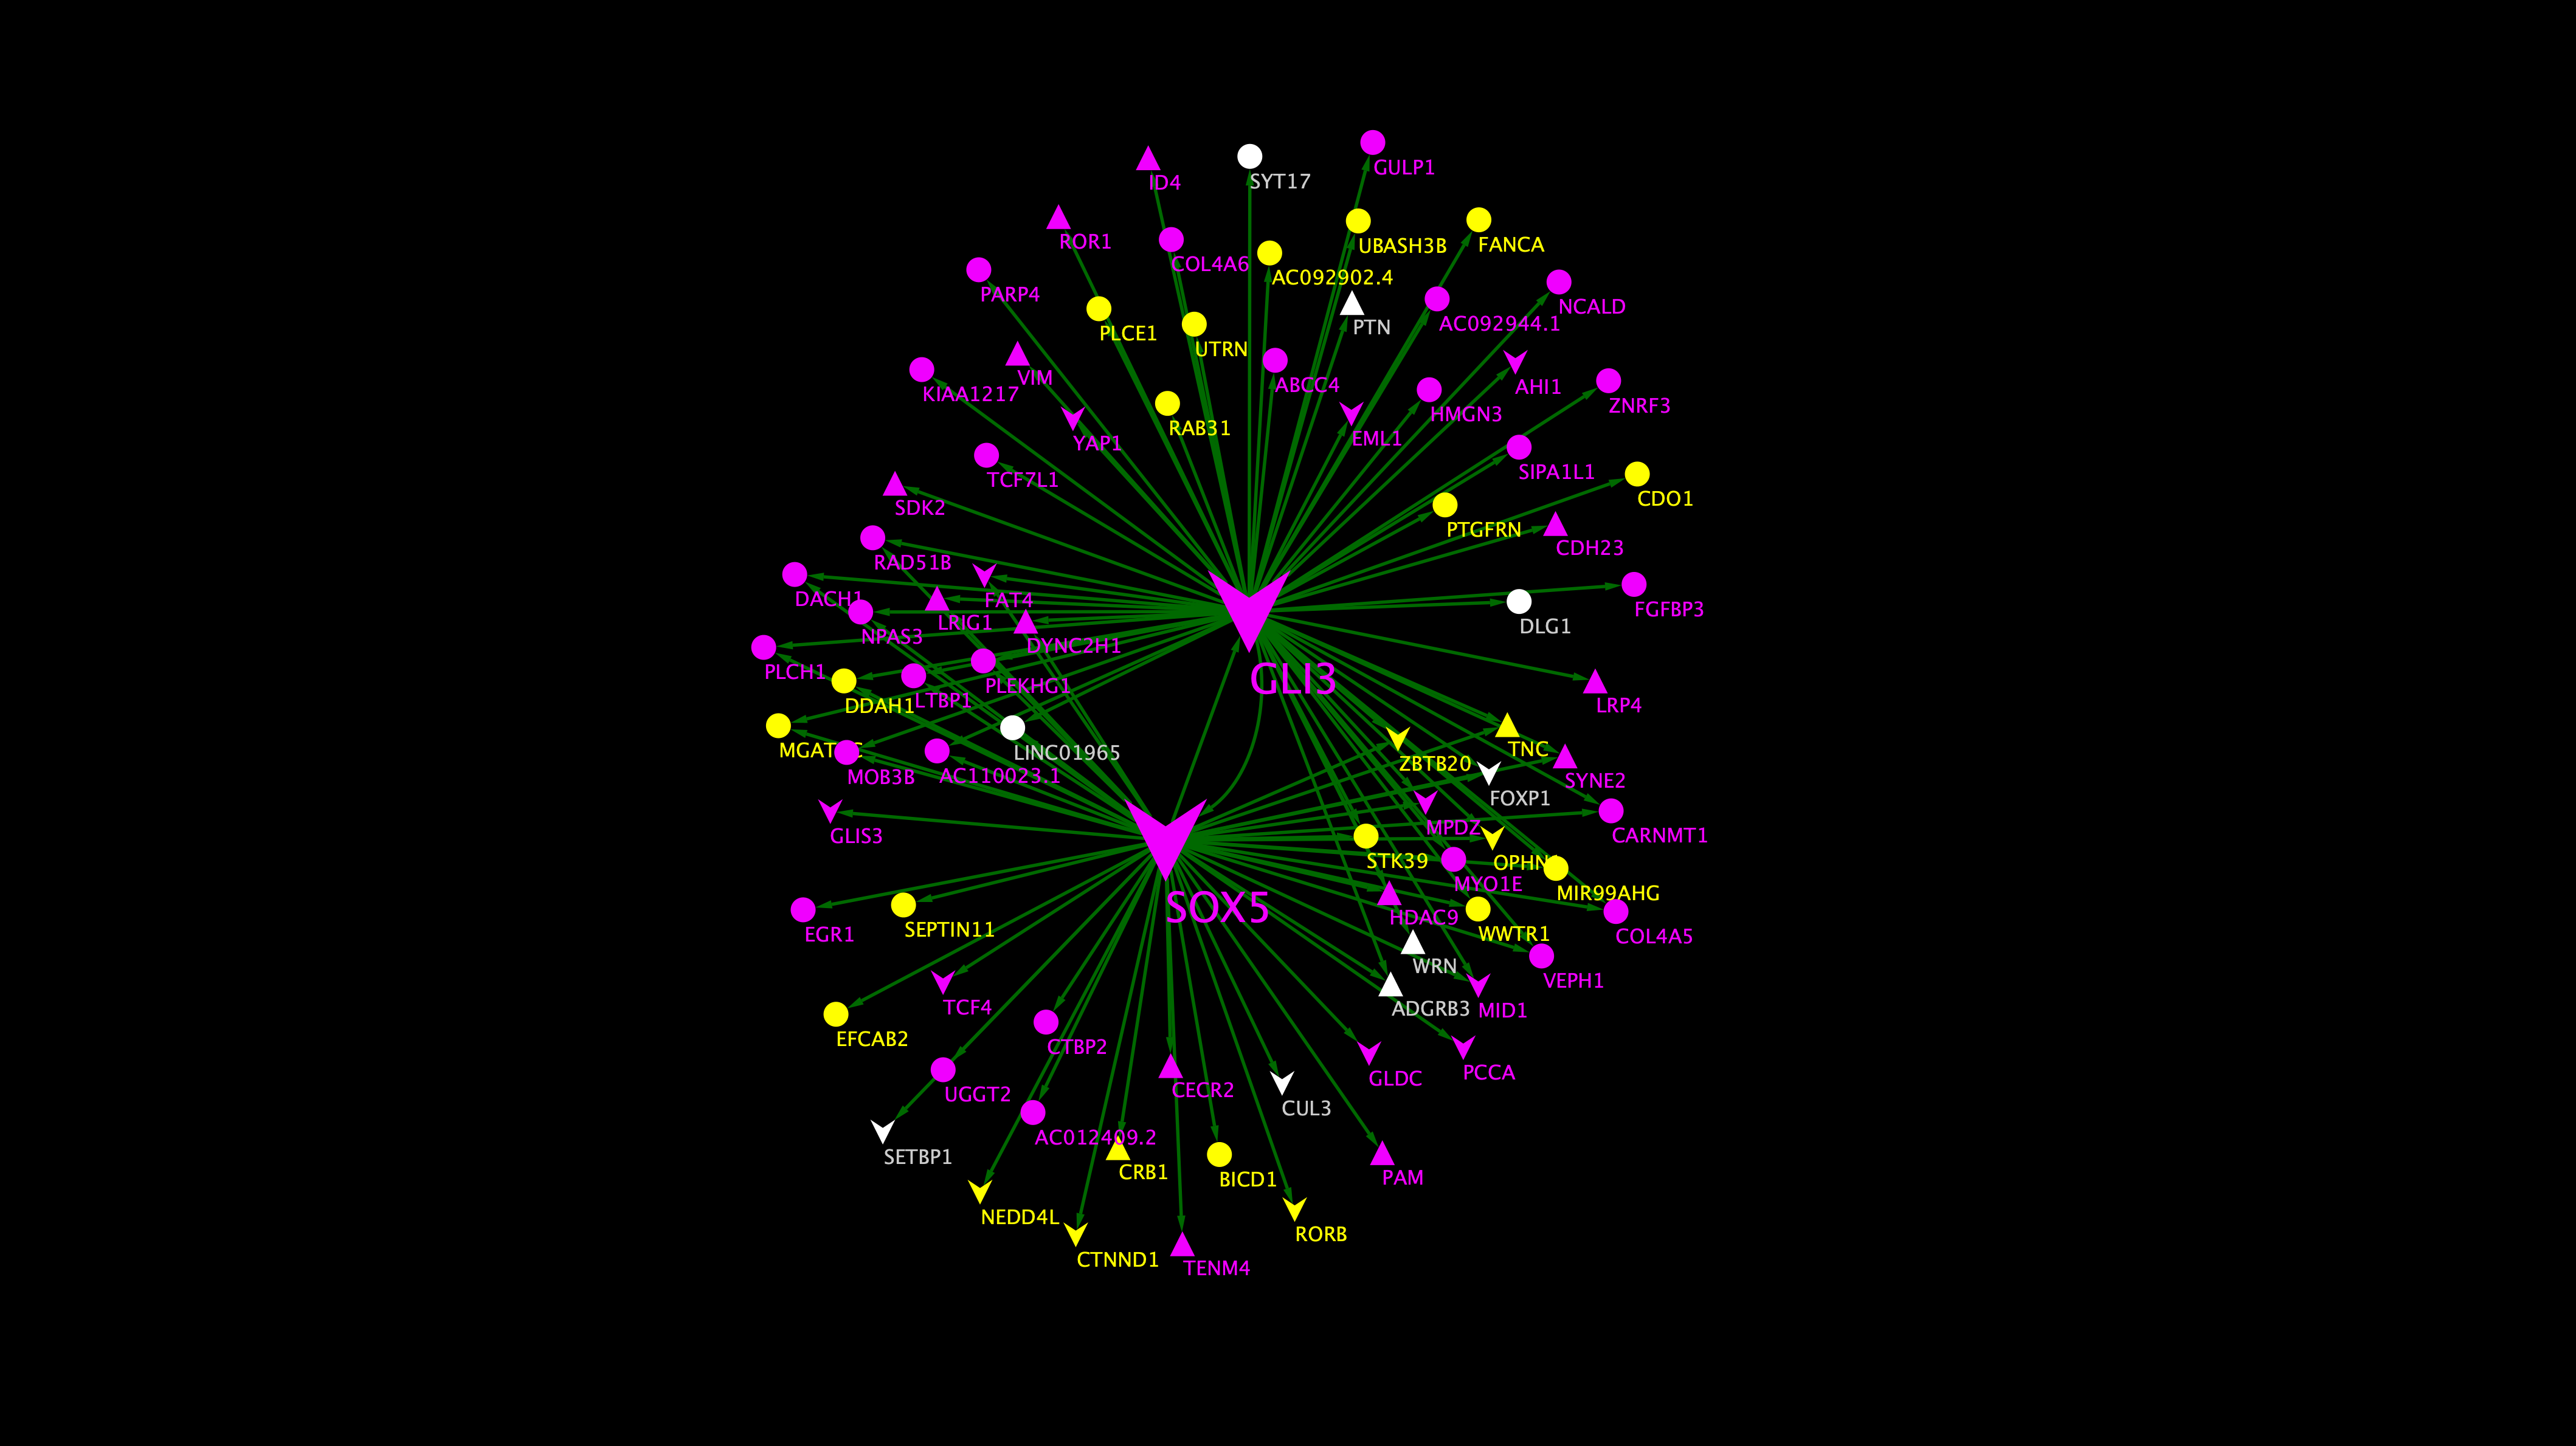 GULP1
ID4
SYT17
ROR1
UBASH3B
FANCA
COL4A6
AC092902.4
PARP4
NCALD
PLCE1
PTN
AC092944.1
UTRN
VIM
ABCC4
AHI1
KIAA1217
ZNRF3
HMGN3
RAB31
EML1
YAP1
TCF7L1
SIPA1L1
CDO1
SDK2
PTGFRN
CDH23
RAD51B
DACH1
FAT4
FGFBP3
LRIG1
DLG1
NPAS3
DYNC2H1
PLCH1
GLI3
PLEKHG1
LTBP1
DDAH1
LRP4
MGAT
LINC01965
TNC
ZBTB20
MOB3B
AC110023.1
SYNE2
FOXP1
GLIS3
MPDZ
CARNMT1
STK39
OPHN
MYO1E
MIR99AHG
SOX5
HDAC9
EGR1
SEPTIN11
WWTR1
COL4A5
WRN
VEPH1
TCF4
ADGRB3
MID1
EFCAB2
CTBP2
GLDC
PCCA
UGGT2
CECR2
CUL3
AC012409.2
SETBP1
CRB1
BICD1
PAM
NEDD4L
RORB
CTNND1
TENM4